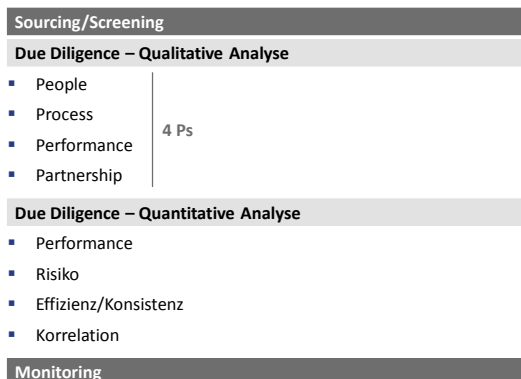 Sourcing/Screening
Due Diligence – Qualitative Analyse
▪ People
▪ Process
▪ Performance
▪ Partnership
4 Ps
Due Diligence – Quantitative Analyse
▪ Performance
▪ Risiko
▪ Effizienz/Konsistenz
▪ Korrelation
Monitoring